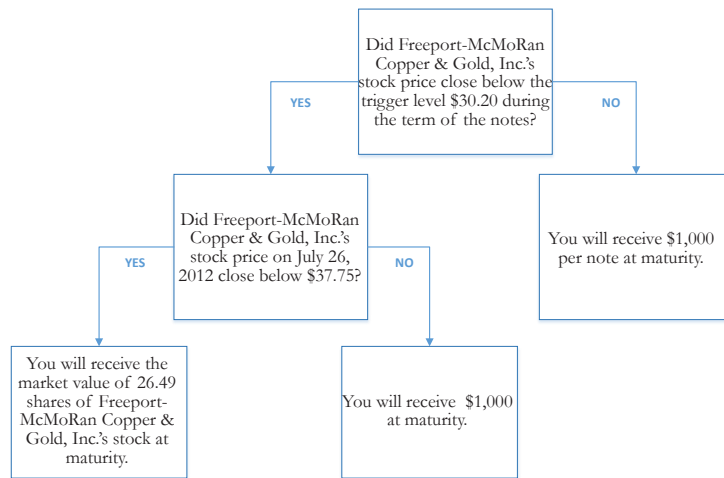 Did Freeport-McMoRan
Copper & Gold, Inc.'s
stock price close below the
trigger level $30.20 during
the term of the notes?
YES
NO
Did Freeport-McMoRan
Copper & Gold, Inc.'s
stock price on July 26,
2012 close below $37.75?
You will receive $1,000
per note at maturity.
YES
NO
You will receive the
market value of 26.49
shares of Freeport-
McMoRan Copper &
Gold, Inc.'s stock at
maturity.
You will receive $1,000
at maturity.